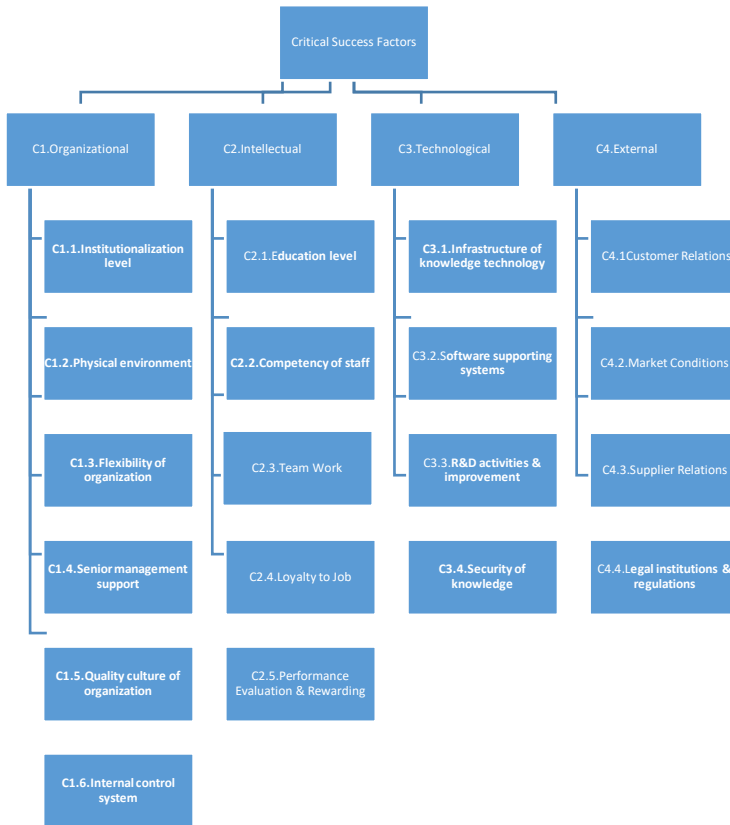 Critical Success Factors
C1.Organizational
C2.Intellectual
C3.Technological
C4.External
C1.1.Institutionalization
level
C2.1.Education level
C3.1.Infrastructure of
knowledge technology
C4.1Customer Relations
C1.2.Physical environment
C2.2.Competency of staff
C3.2.Software supporting
systems
C4.2.Market Conditions
C1.3.Flexibility of
organization
C2.3.Team Work
C3.3.R&D activities &
improvement
C4.3.Supplier Relations
C1.4.Senior management
support
C2.4.Loyalty to Job
C3.4.Security of
knowledge
C4.4.Legal institutions &
regulations
C1.5.Quality culture of
organization
C2.5.Performance
Evaluation & Rewarding
C1.6.Internal control
system